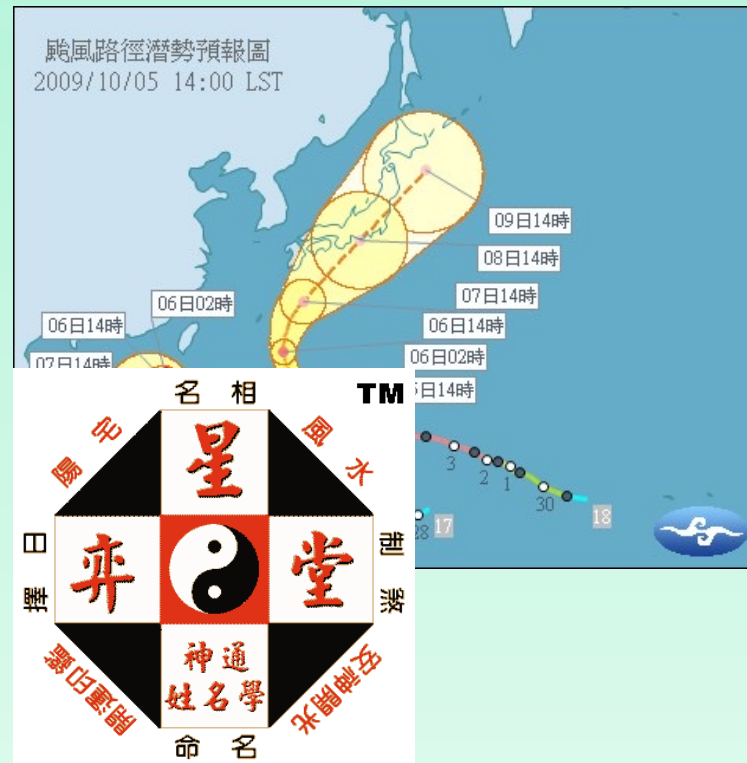 颱風路徑潛勢預報圖
2009/10/05 14:00 LST
09日14時
08日14時
07日14時
06日14時
06日02時
5日14時
06日02時
06日14時
07日14時
3
2
1
30
18
28
17
TM
名相
陽宅
風水
星
日
擇
弈
堂
制煞
神通
姓名學
開運印鑑
安神開光
命名